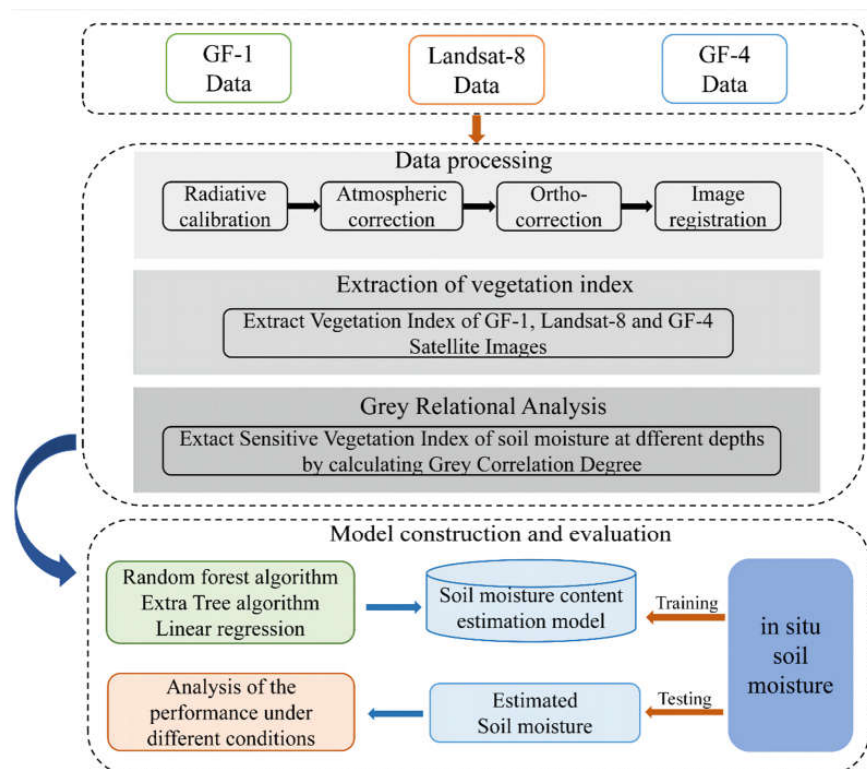 GF-1
Data
Landsat-8
Data
GF-4
Data
Data processing
Radiative
calibration
Atmospheric
correction
Ortho-
correction
Image
registration
Extraction of vegetation index
Extract Vegetation Index of GF-1, Landsat-8 and GF-4
Satellite Images
Grey Relational Analysis
Extact Sensitive Vegetation Index of soil moisture at dfferent depths
by calculating Grey Correlation Degree
Model construction and evaluation
Random forest algorithm
Extra Tree algorithm
Linear regression
Soil moisture content
estimation model
Training
in situ
soil
moisture
Analysis of the
performance under
different conditions
Estimated
Soil moisture
Testing